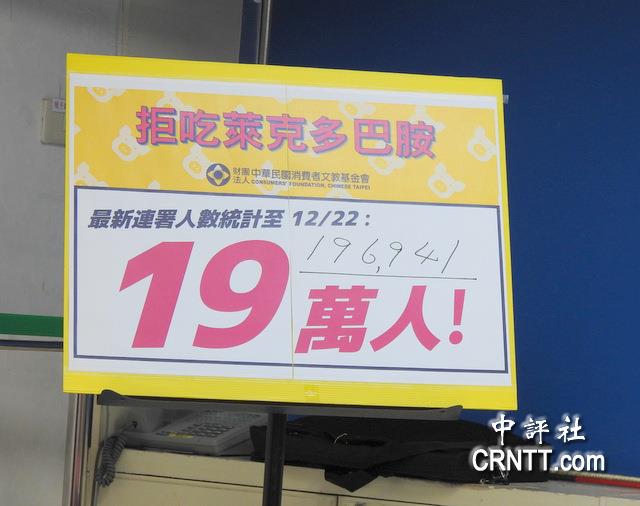 拒吃萊克多巴胺
財團法人 中華民國消費者文教基金會
CONSUMERS' FOUNDATION, CHINESE TAIPEI
最新連署人數統計至 12/22：
196,941
19萬人!
中評社
CRNTT.com